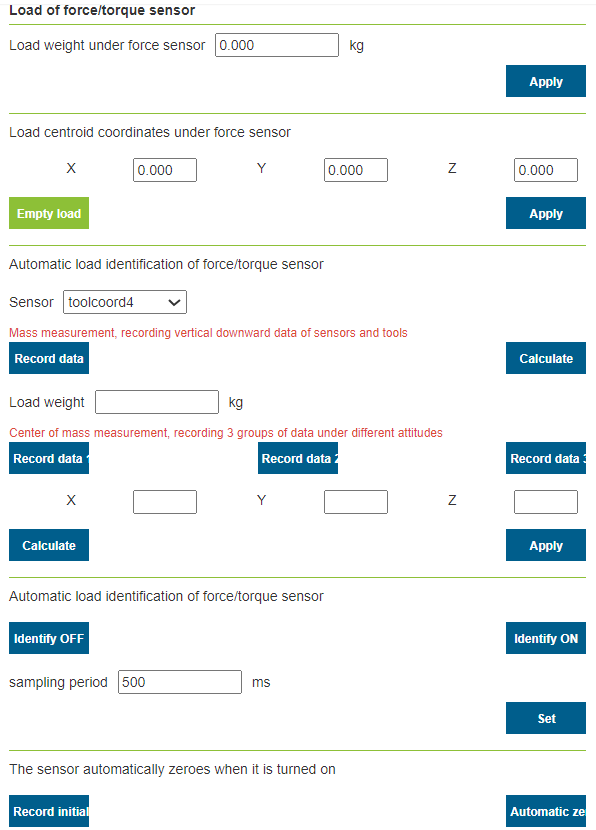 Load of force/torque sensor
Load weight under force sensor 0.000 kg
Apply
Load centroid coordinates under force sensor
X 0.000 Y 0.000 Z 0.000
Empty load Apply
Automatic load identification of force/torque sensor
Sensor toolcoord4
Mass measurement, recording vertical downward data of sensors and tools
Record data Calculate
Load weight kg
Center of mass measurement, recording 3 groups of data under different attitudes
Record data 1 Record data 2 Record data 3
X Y Z
Calculate Apply
Automatic load identification of force/torque sensor
Identify OFF Identify ON
sampling period 500 ms
Set
The sensor automatically zeroes when it is turned on
Record initial Automatic ze